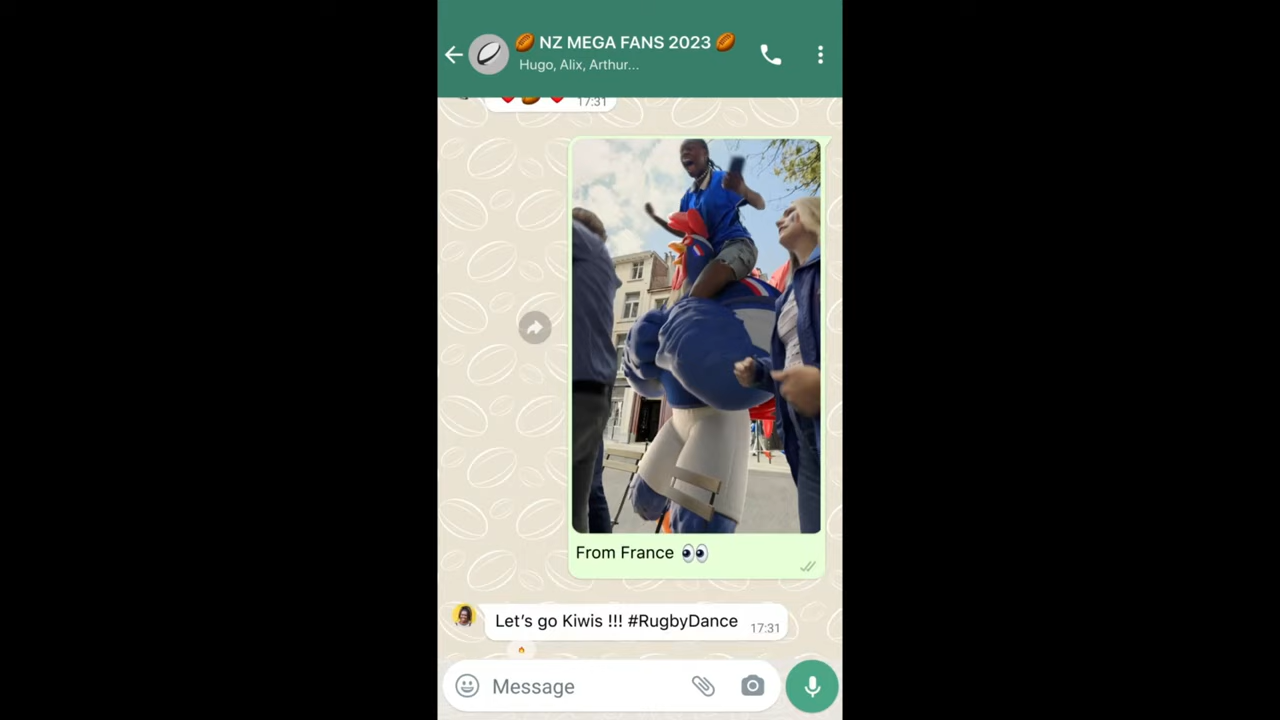 🏉 NZ MEGA FANS 2023 🏉
Hugo, Alix, Arthur...
❤️🏉❤️ 17:31
From France 👀
Let’s go Kiwis !!! #RugbyDance 17:31
🔥
Message